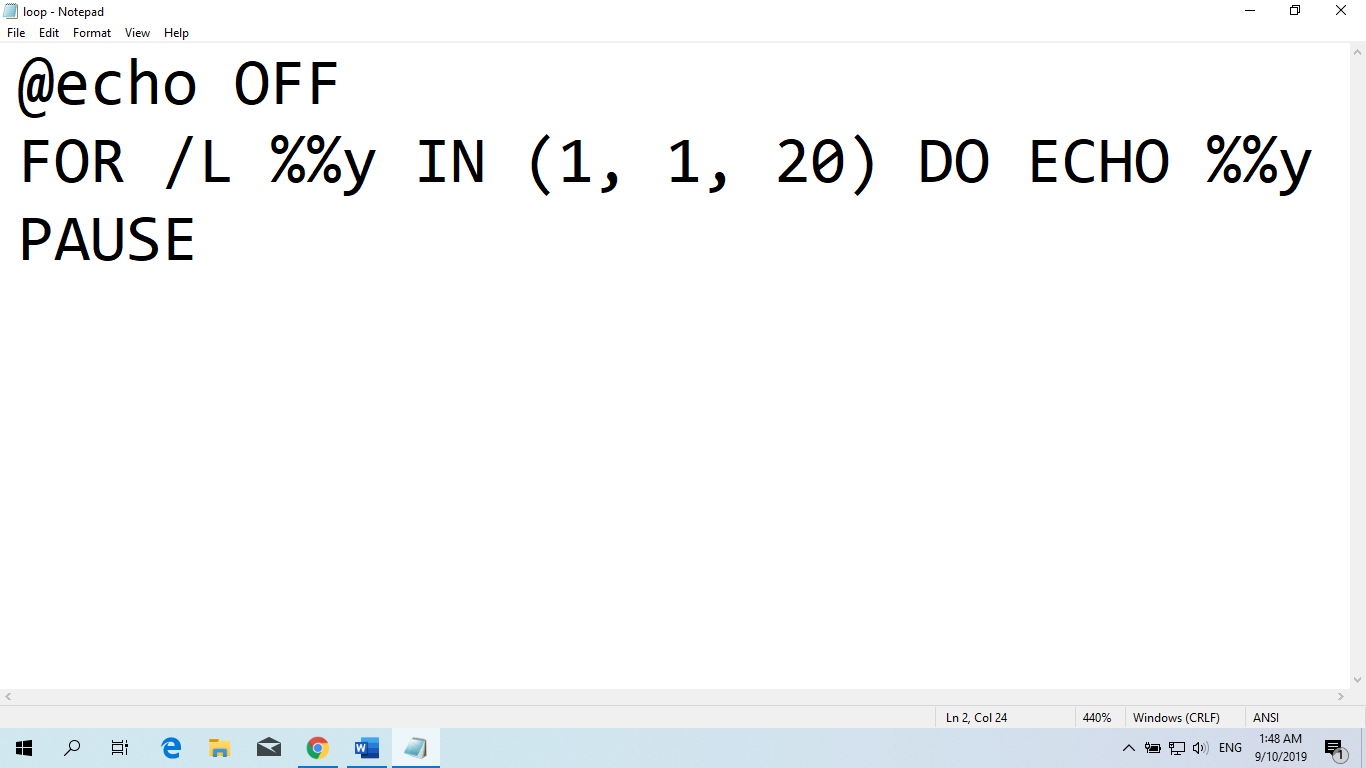 loop - Notepad
File Edit Format View Help
@echo OFF
FOR /L %%y IN (1, 1, 20) DO ECHO %%y
PAUSE
Ln 2, Col 24 440% Windows (CRLF) ANSI
ENG 1:48 AM
9/10/2019
1